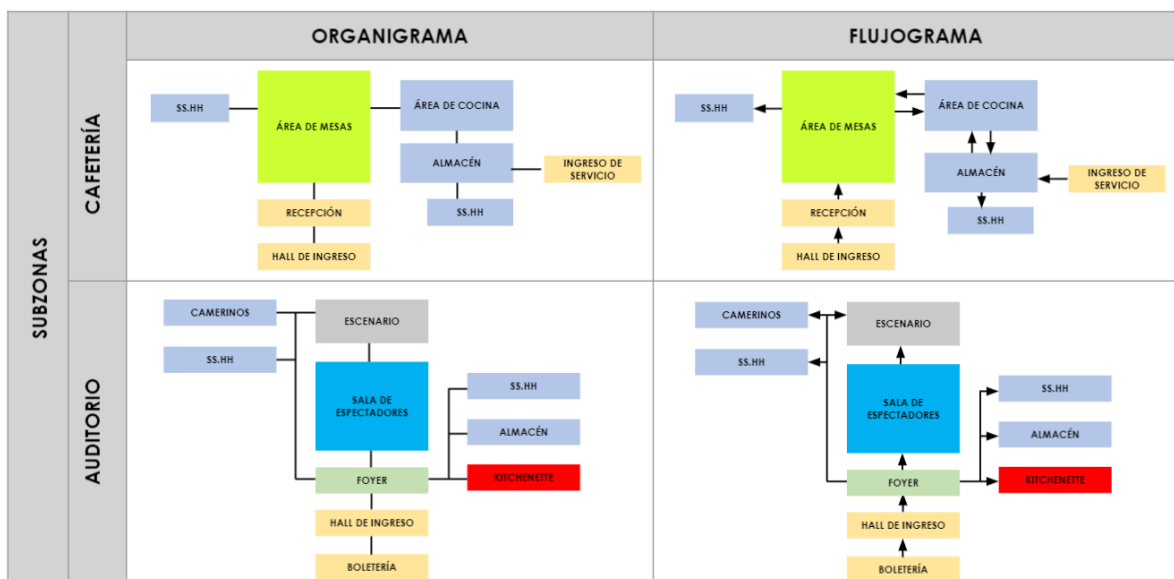 ORGANIGRAMA
FLUJOGRAMA
SUBZONAS
CAFETERÍA
SS.HH
ÁREA DE MESAS
ÁREA DE COCINA
ALMACÉN
INGRESO DE
SERVICIO
SS.HH
RECEPCIÓN
HALL DE INGRESO
SS.HH
ÁREA DE MESAS
ÁREA DE COCINA
ALMACÉN
INGRESO DE
SERVICIO
SS.HH
RECEPCIÓN
HALL DE INGRESO
AUDITORIO
CAMERINOS
ESCENARIO
SS.HH
SALA DE
ESPECTADORES
SS.HH
ALMACÉN
KITCHENETTE
FOYER
HALL DE INGRESO
BOLETERÍA
CAMERINOS
ESCENARIO
SS.HH
SALA DE
ESPECTADORES
SS.HH
ALMACÉN
KITCHENETTE
FOYER
HALL DE INGRESO
BOLETERÍA